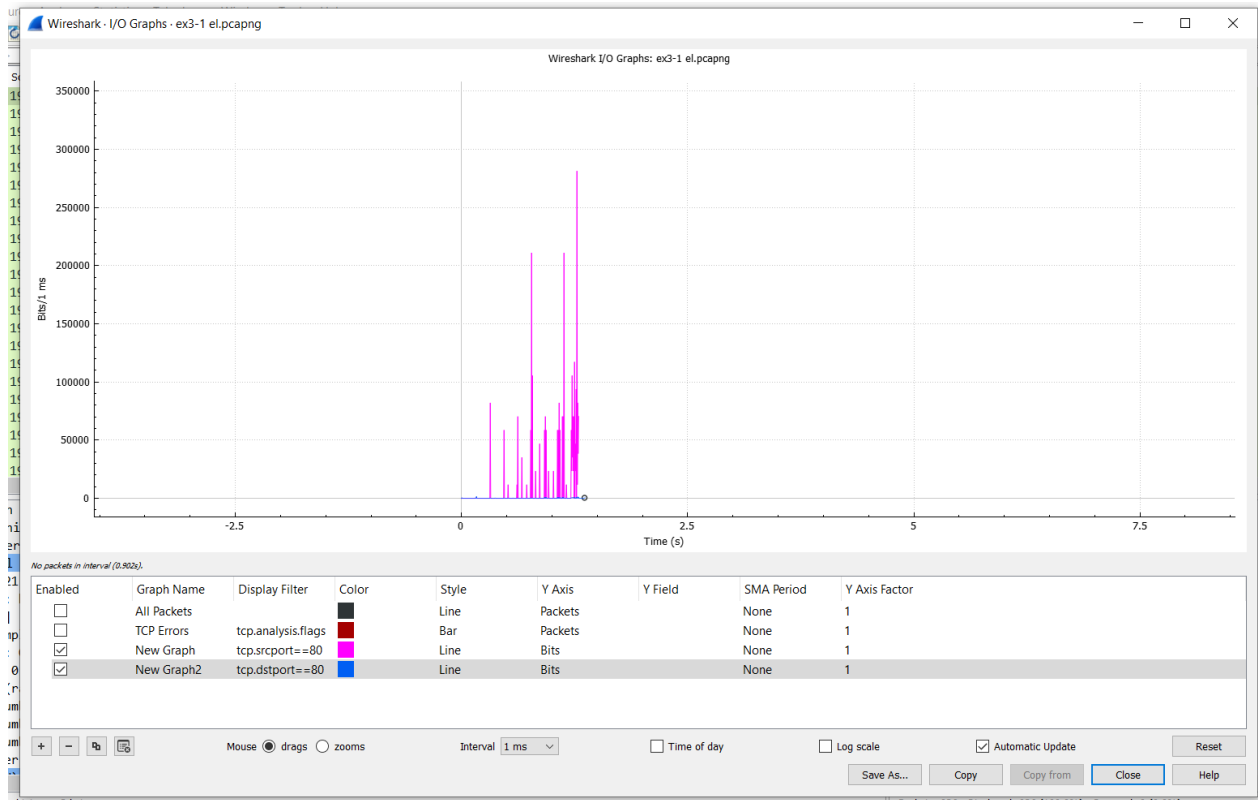 Wireshark · I/O Graphs · ex3-1 el.pcapng
Wireshark I/O Graphs: ex3-1 el.pcapng
350000
300000
250000
200000
150000
100000
50000
0
Bits/1 ms
-2.5 0 2.5 5 7.5
Time (s)
No packets in interval (0.902s).
Enabled Graph Name Display Filter Color Style Y Axis Y Field SMA Period Y Axis Factor
All Packets Line Packets None 1
TCP Errors tcp.analysis.flags Bar Packets None 1
New Graph tcp.srcport==80 Line Bits None 1
New Graph2 tcp.dstport==80 Line Bits None 1
+ − Mouse drags zooms Interval 1 ms Time of day Log scale Automatic Update Reset
Save As... Copy Copy from Close Help